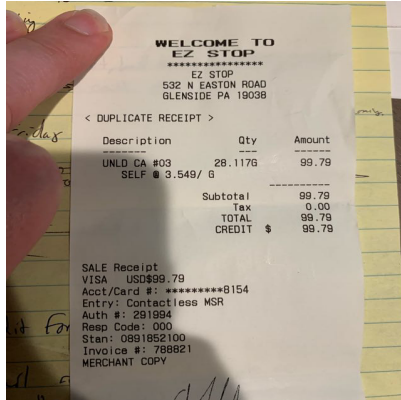 WELCOME TO
EZ STOP
****************
EZ STOP
532 N EASTON ROAD
GLENSIDE PA 19038
< DUPLICATE RECEIPT >
Description Qty Amount
------- --- ------
UNLD CA #03 28.117G 99.79
SELF @ 3.549/ G
----------
Subtotal 99.79
Tax 0.00
TOTAL 99.79
CREDIT $ 99.79
SALE Receipt
VISA USD$99.79
Acct/Card #: *********8154
Entry: Contactless MSR
Auth #: 291994
Resp Code: 000
Stan: 0891852100
Invoice #: 788821
MERCHANT COPY